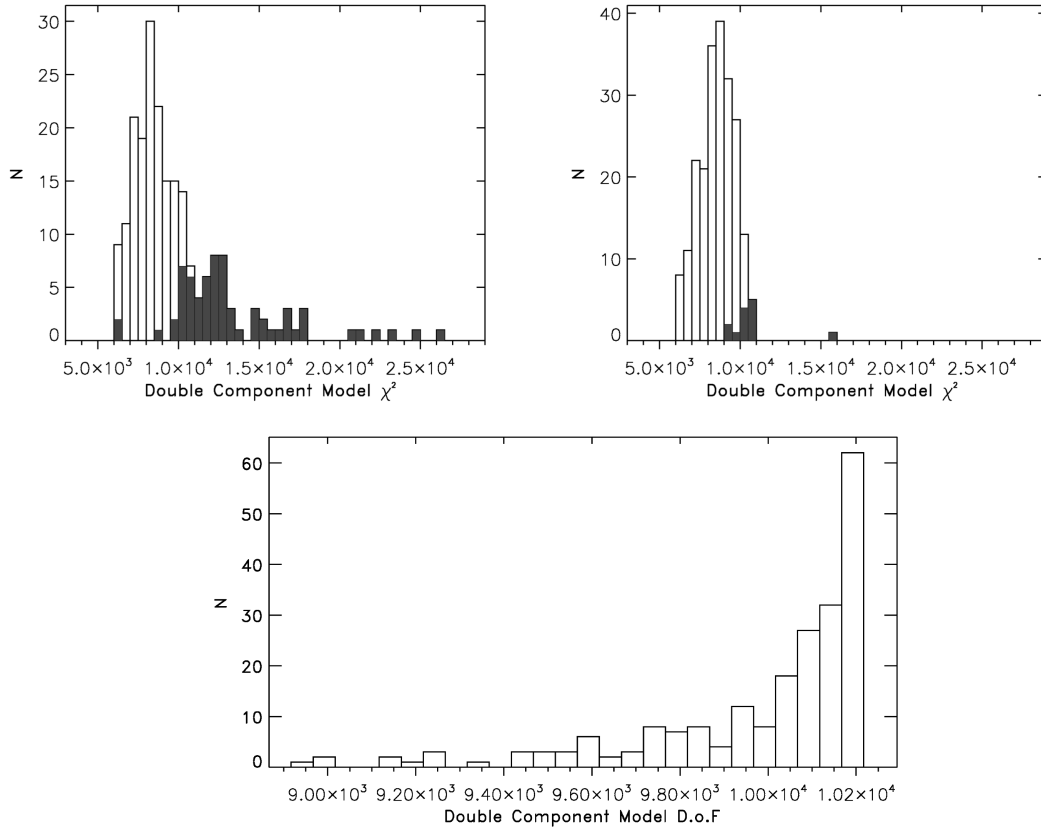 30
25
20
15
10
5
0
N
5.0×10³ 1.0×10⁴ 1.5×10⁴ 2.0×10⁴ 2.5×10⁴
Double Component Model χ²
40
30
20
10
0
N
5.0×10³ 1.0×10⁴ 1.5×10⁴ 2.0×10⁴ 2.5×10⁴
Double Component Model χ²
60
50
40
30
20
10
0
N
9.00×10³ 9.20×10³ 9.40×10³ 9.60×10³ 9.80×10³ 1.00×10⁴ 1.02×10⁴
Double Component Model D.o.F